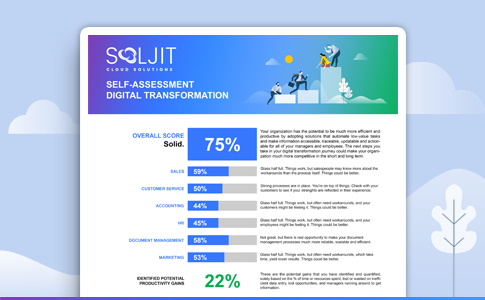 SOLJIT
CLOUD SOLUTIONS
SELF-ASSESSMENT
DIGITAL TRANSFORMATION
OVERALL SCORE
Solid.
75%
Your organization has the potential to be much more efficient and
productive by adopting solutions that automate low-value tasks
and make information accessible, traceable, updatable and action-
able for all of your managers and employees. The next steps you
take in your digital transformation journey could make your organi-
zation much more competitive in the short and long term.
SALES
59%
Glass half full. Things work, but salespeople may know more about the
workarounds than the process itself. Things could be better.
CUSTOMER SERVICE
50%
Strong processes are in place. You're on top of things. Check with your
customers to see if your strengths are reflected in their experience.
ACCOUNTING
44%
Glass half full. Things work, but often need workarounds, and your
customers might be feeling it. Things could be better.
HR
45%
Glass half full. Things work, but often need workarounds, and your
employees might be feeling it. Things could be better.
DOCUMENT MANAGEMENT
58%
Not great, but there is real opportunity to make your document
management processes much more reliable, scalable and efficient.
MARKETING
53%
Glass half full. Things work, but often need workarounds, which take
time, yield lower results. Things could be better.
IDENTIFIED POTENTIAL
PRODUCTIVITY GAINS
22%
These are the potential gains that you have identified and quantified,
solely based on the % of time or resources spent, lost or wasted on traffic
cost data entry, lost opportunities, and managers running around to get
information.